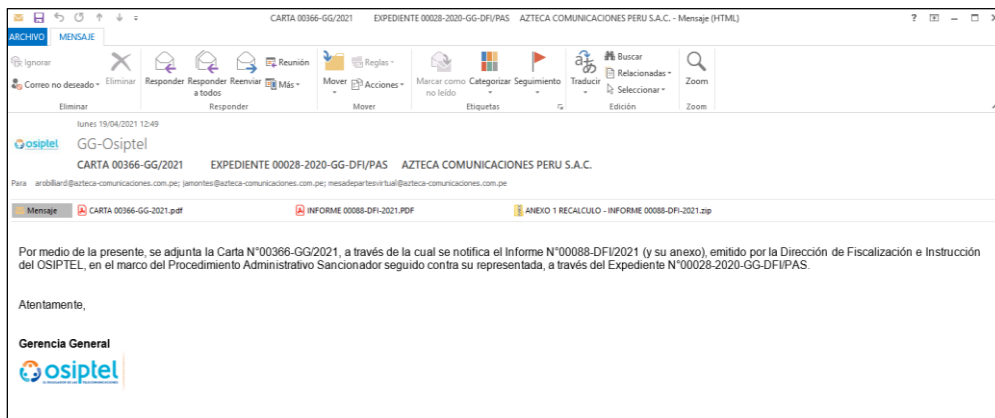 CARTA 00366-GG/2021 EXPEDIENTE 00028-2020-GG-DFI/PAS AZTECA COMUNICACIONES PERU S.A.C. - Mensaje (HTML)
ARCHIVO MENSAJE
Ignorar
Correo no deseado
Eliminar
Responder Responder a todos Reenviar
Reunión
Más
Mover
Reglas
Acciones
Marcar como no leído
Categorizar Seguimiento
Traducir
Buscar
Relacionadas
Seleccionar
Zoom
Eliminar Responder Mover Etiquetas Edición Zoom
lunes 19/04/2021 12:49
osiptel GG-Osiptel
CARTA 00366-GG/2021 EXPEDIENTE 00028-2020-GG-DFI/PAS AZTECA COMUNICACIONES PERU S.A.C.
Para arobilliard@azteca-comunicaciones.com.pe; jamontes@azteca-comunicaciones.com.pe; mesadepartesvirtual@azteca-comunicaciones.com.pe
Mensaje CARTA 00366-GG-2021.pdf INFORME 00088-DFI-2021.PDF ANEXO 1 RECALCULO - INFORME 00088-DFI-2021.zip
Por medio de la presente, se adjunta la Carta N°00366-GG/2021, a través de la cual se notifica el Informe N°00088-DFI/2021 (y su anexo), emitido por la Dirección de Fiscalización e Instrucción
del OSIPTEL, en el marco del Procedimiento Administrativo Sancionador seguido contra su representada, a través del Expediente N°00028-2020-GG-DFI/PAS.
Atentamente,
Gerencia General
osiptel